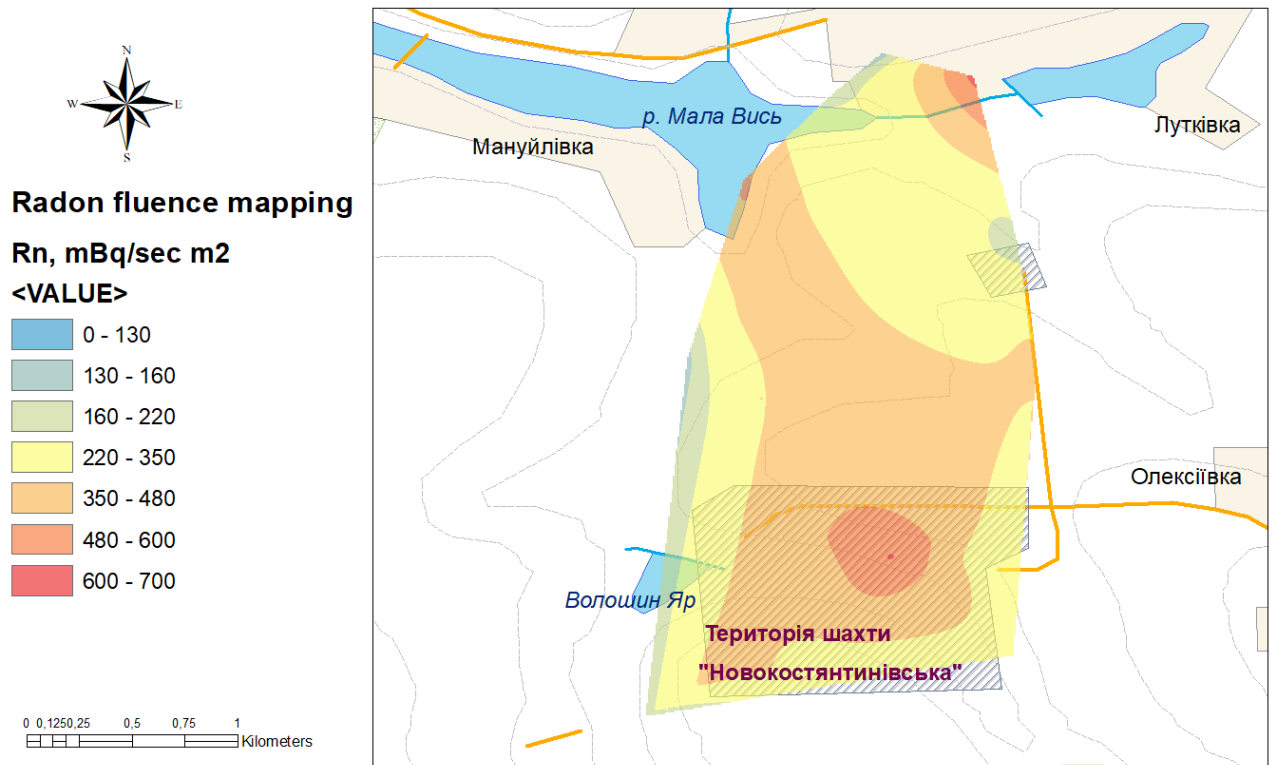 N
W
E
S
Radon fluence mapping
Rn, mBq/sec m2
<VALUE>
0 - 130
130 - 160
160 - 220
220 - 350
350 - 480
480 - 600
600 - 700
0 0,1250,25 0,5 0,75 1
Kilometers
р. Мала Вись
Мануйлівка
Лутківка
Олексіївка
Волошин Яр
Територія шахти
"Новокостянтинівська"